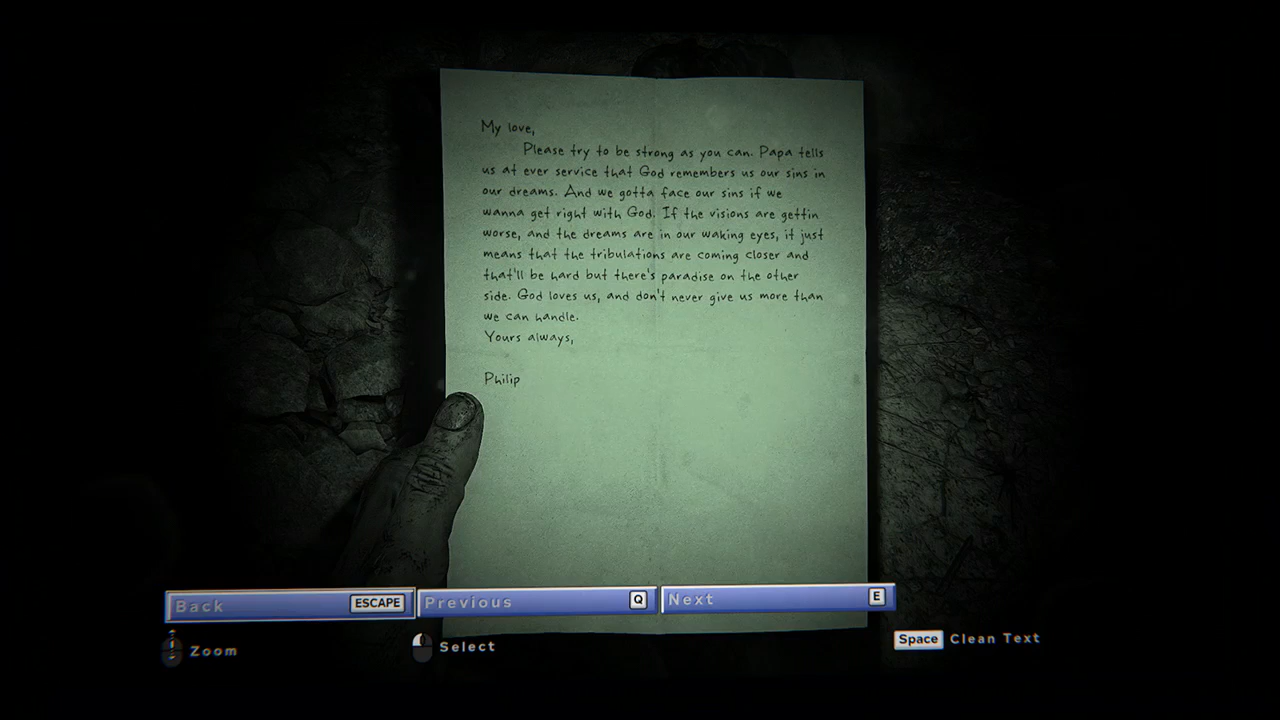 My love,
Please try to be strong as you can. Papa tells
us at ever service that God remembers us our sins in
our dreams. And we gotta face our sins if we
wanna get right with God. If the visions are gettin
worse, and the dreams are in our waking eyes, it just
means that the tribulations are coming closer and
that'll be hard but there's paradise on the other
side. God loves us, and don't never give us more than
we can handle.
Yours always,
Philip
Back ESCAPE Previous Q Next E
Zoom Select Space Clean Text